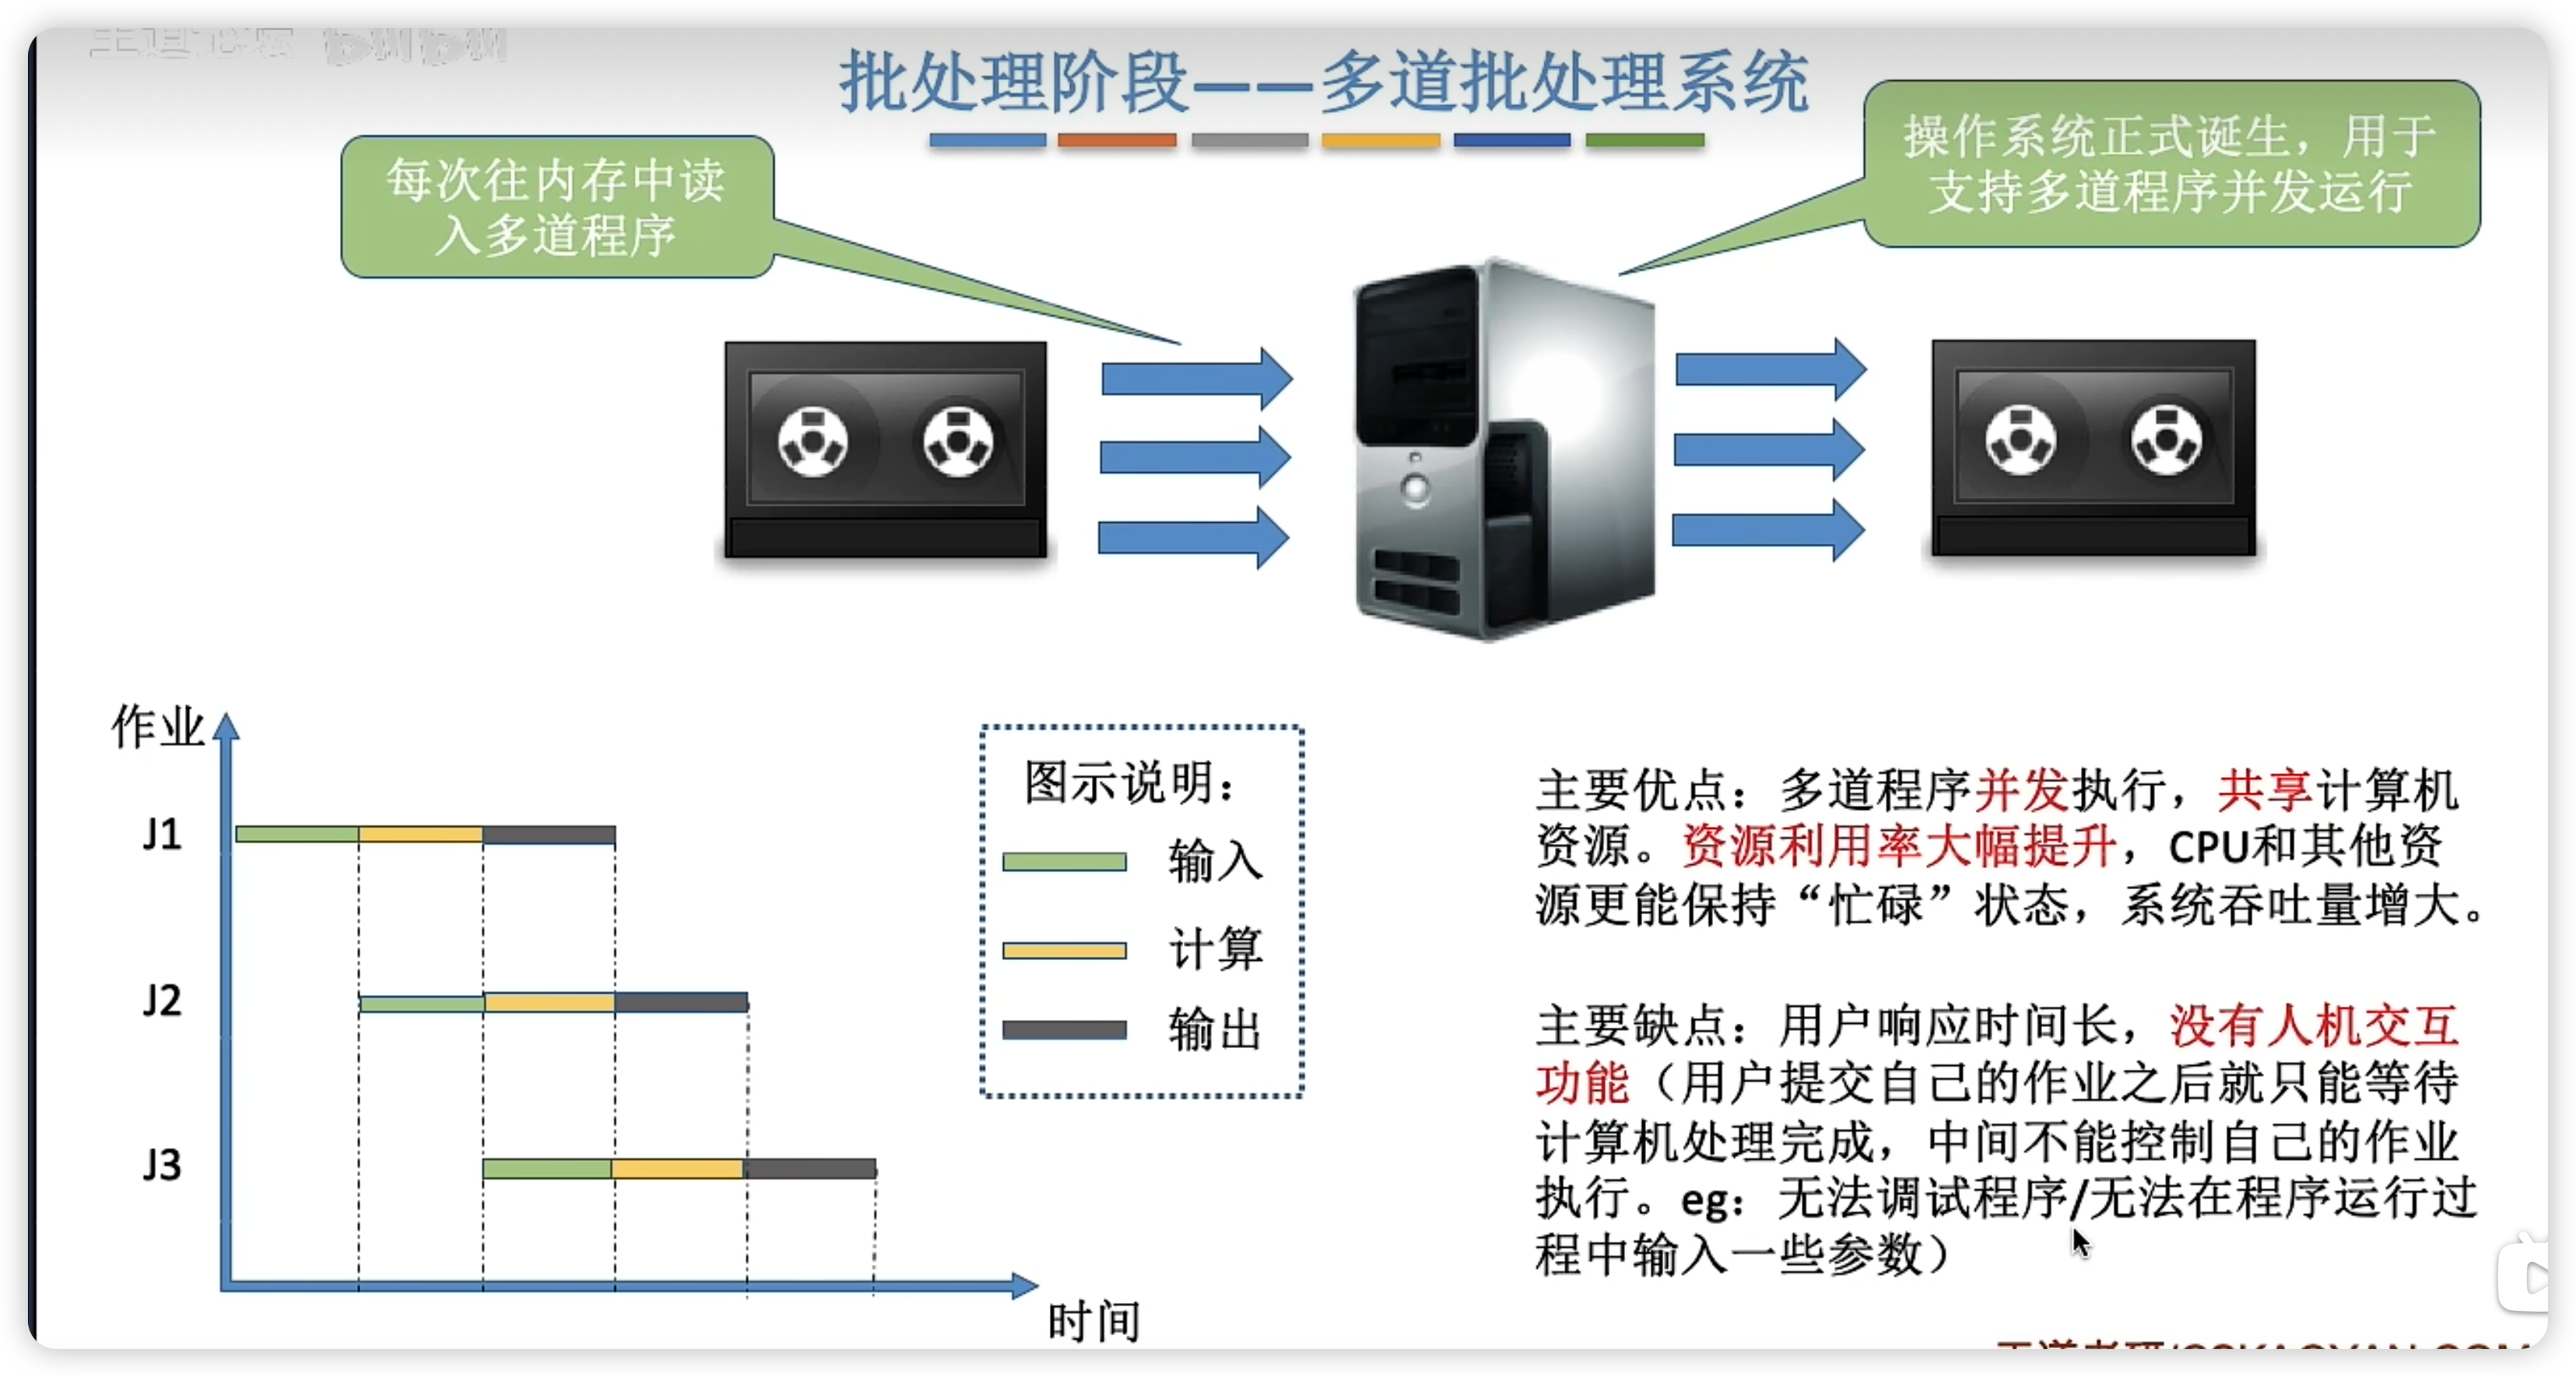 批处理阶段——多道批处理系统
每次往内存中读
入多道程序
操作系统正式诞生，用于
支持多道程序并发运行
作业
J1
J2
J3
时间
图示说明：
输入
计算
输出
主要优点：多道程序并发执行，共享计算机
资源。资源利用率大幅提升，CPU和其他资
源更能保持“忙碌”状态，系统吞吐量增大。
主要缺点：用户响应时间长，没有人机交互
功能（用户提交自己的作业之后就只能等待
计算机处理完成，中间不能控制自己的作业
执行。eg：无法调试程序/无法在程序运行过
程中输入一些参数）